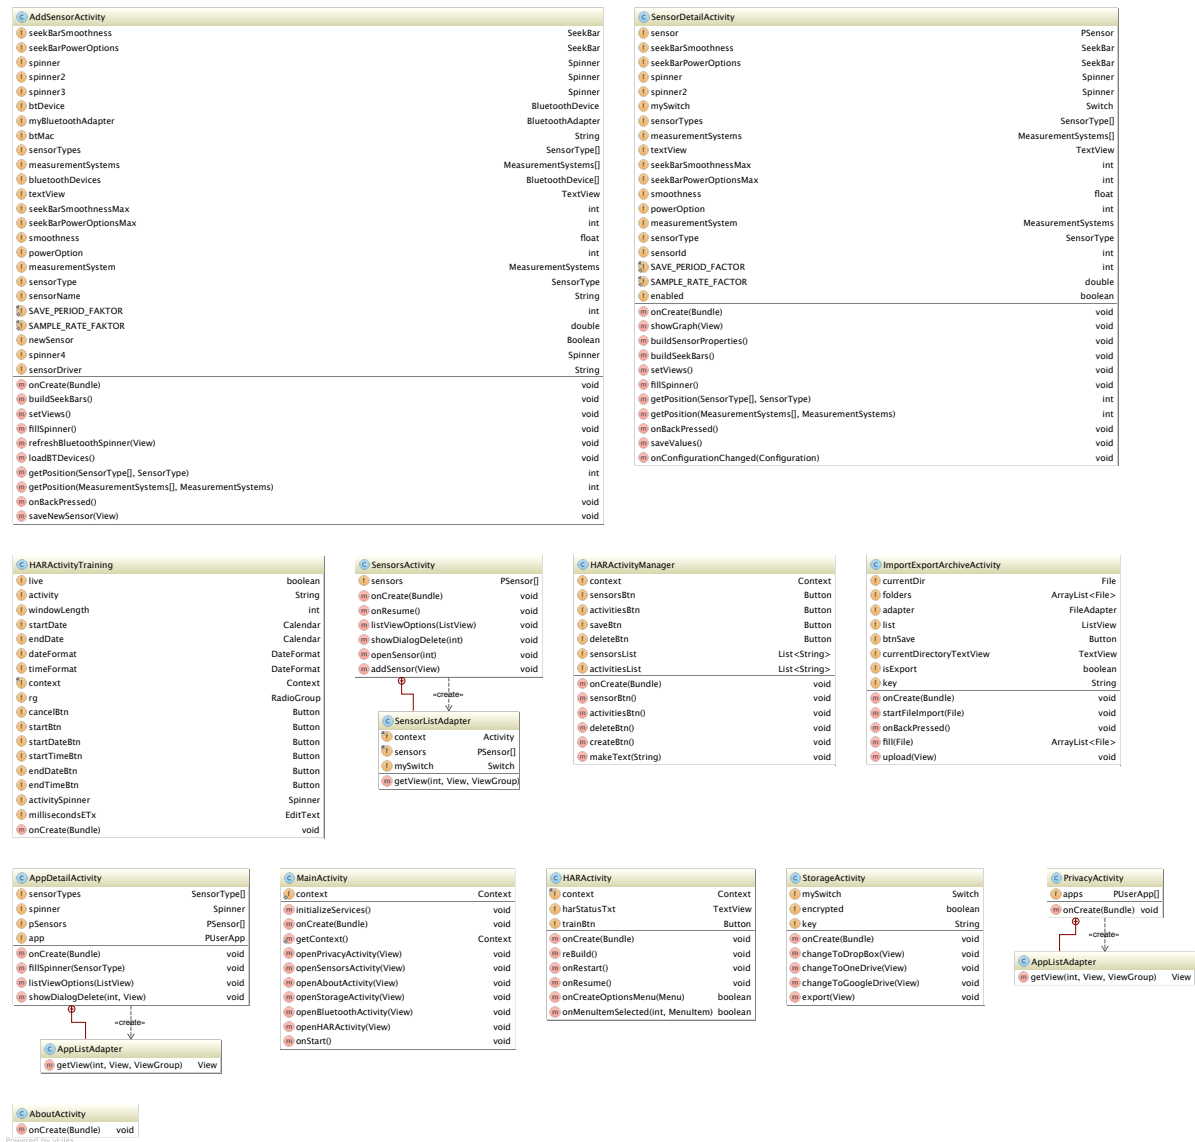 AddSensorActivity
seekBarSmoothness SeekBar
seekBarPowerOptions SeekBar
spinner Spinner
spinner2 Spinner
spinner3 Spinner
btDevice BluetoothDevice
myBluetoothAdapter BluetoothAdapter
btMac String
sensorTypes SensorType[]
measurementSystems MeasurementSystems[]
bluetoothDevices BluetoothDevice[]
textView TextView
seekBarSmoothnessMax int
seekBarPowerOptionsMax int
smoothness float
powerOption int
measurementSystem MeasurementSystems
sensorType SensorType
sensorName String
SAVE_PERIOD_FAKTOR int
SAMPLE_RATE_FAKTOR double
newSensor Boolean
spinner4 Spinner
sensorDriver String
onCreate(Bundle) void
buildSeekBars() void
setViews() void
fillSpinner() void
refreshBluetoothSpinner(View) void
loadBTDevices() void
getPosition(SensorType[], SensorType) int
getPosition(MeasurementSystems[], MeasurementSystems) int
onBackPressed() void
saveNewSensor(View) void
SensorDetailActivity
sensor PSensor
seekBarSmoothness SeekBar
seekBarPowerOptions SeekBar
spinner Spinner
spinner2 Spinner
mySwitch Switch
sensorTypes SensorType[]
measurementSystems MeasurementSystems[]
textView TextView
seekBarSmoothnessMax int
seekBarPowerOptionsMax int
smoothness float
powerOption int
measurementSystem MeasurementSystems
sensorType SensorType
sensorId int
SAVE_PERIOD_FACTOR int
SAMPLE_RATE_FACTOR double
enabled boolean
onCreate(Bundle) void
showGraph(View) void
buildSensorProperties() void
buildSeekBars() void
setViews() void
fillSpinner() void
getPosition(SensorType[], SensorType) int
getPosition(MeasurementSystems[], MeasurementSystems) int
onBackPressed() void
saveValues() void
onConfigurationChanged(Configuration) void
HARActivityTraining
live boolean
activity String
windowLength int
startDate Calendar
endDate Calendar
dateFormat DateFormat
timeFormat DateFormat
context Context
rg RadioGroup
cancelBtn Button
startBtn Button
startDateBtn Button
startTimeBtn Button
endDateBtn Button
endTimeBtn Button
activitySpinner Spinner
millisecondsETx EditText
onCreate(Bundle) void
SensorsActivity
sensors PSensor[]
onCreate(Bundle) void
onResume() void
listViewOptions(ListView) void
showDialogDelete(int) void
openSensor(int) void
addSensor(View) void
«create»
SensorListAdapter
context Activity
sensors PSensor[]
mySwitch Switch
getView(int, View, ViewGroup)
HARActivityManager
context Context
sensorsBtn Button
activitiesBtn Button
saveBtn Button
deleteBtn Button
sensorsList List<String>
activitiesList List<String>
onCreate(Bundle) void
sensorBtn() void
activitiesBtn() void
deleteBtn() void
createBtn() void
makeText(String) void
ImportExportArchiveActivity
currentDir File
folders ArrayList<File>
adapter FileAdapter
list ListView
btnSave Button
currentDirectoryTextView TextView
isExport boolean
key String
onCreate(Bundle) void
startFileImport(File) void
onBackPressed() void
fill(File) ArrayList<File>
upload(View) void
AppDetailActivity
sensorTypes SensorType[]
spinner Spinner
pSensors PSensor[]
app PUserApp
onCreate(Bundle) void
fillSpinner(SensorType) void
listViewOptions(ListView) void
showDialogDelete(int, View) void
«create»
AppListAdapter
getView(int, View, ViewGroup) View
MainActivity
context Context
initializeServices() void
onCreate(Bundle) void
getContext() Context
openPrivacyActivity(View) void
openSensorsActivity(View) void
openAboutActivity(View) void
openStorageActivity(View) void
openBluetoothActivity(View) void
openHARActivity(View) void
onStart() void
HARActivity
context Context
harStatusTxt TextView
trainBtn Button
onCreate(Bundle) void
reBuild() void
onRestart() void
onResume() void
onCreateOptionsMenu(Menu) boolean
onMenuItemSelected(int, MenuItem) boolean
StorageActivity
mySwitch Switch
encrypted boolean
key String
onCreate(Bundle) void
changeToDropBox(View) void
changeToOneDrive(View) void
changeToGoogleDrive(View) void
export(View) void
PrivacyActivity
apps PUserApp[]
onCreate(Bundle) void
«create»
AppListAdapter
getView(int, View, ViewGroup) View
AboutActivity
onCreate(Bundle) void
Powered by yFiles